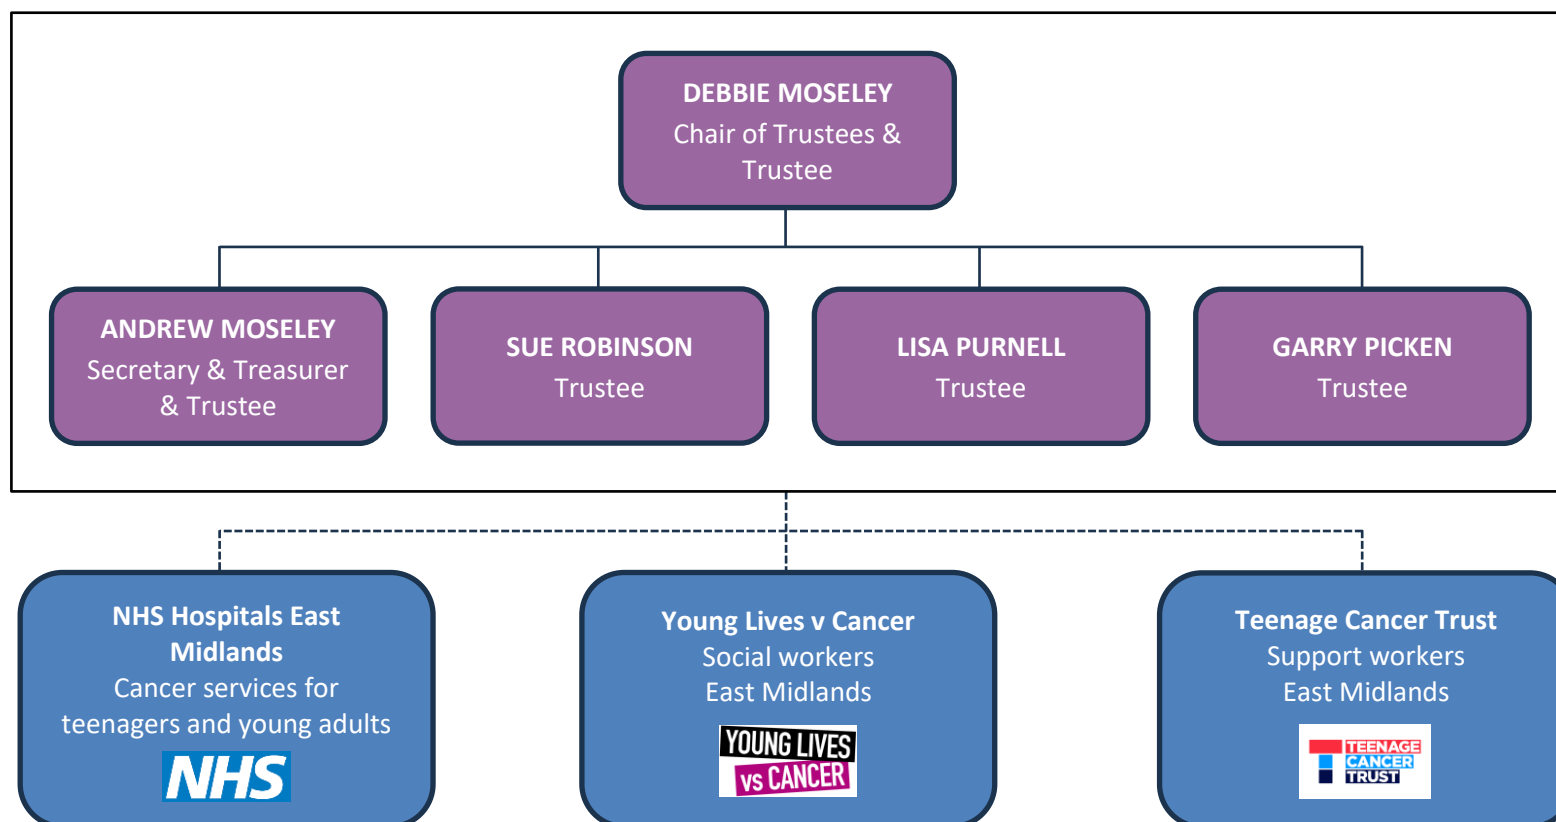 DEBBIE MOSELEY
Chair of Trustees &
Trustee
ANDREW MOSELEY
Secretary & Treasurer
& Trustee
SUE ROBINSON
Trustee
LISA PURNELL
Trustee
GARRY PICKEN
Trustee
NHS Hospitals East
Midlands
Cancer services for
teenagers and young adults
NHS
Young Lives v Cancer
Social workers
East Midlands
YOUNG LIVES
vs CANCER
Teenage Cancer Trust
Support workers
East Midlands
TEENAGE
CANCER
TRUST